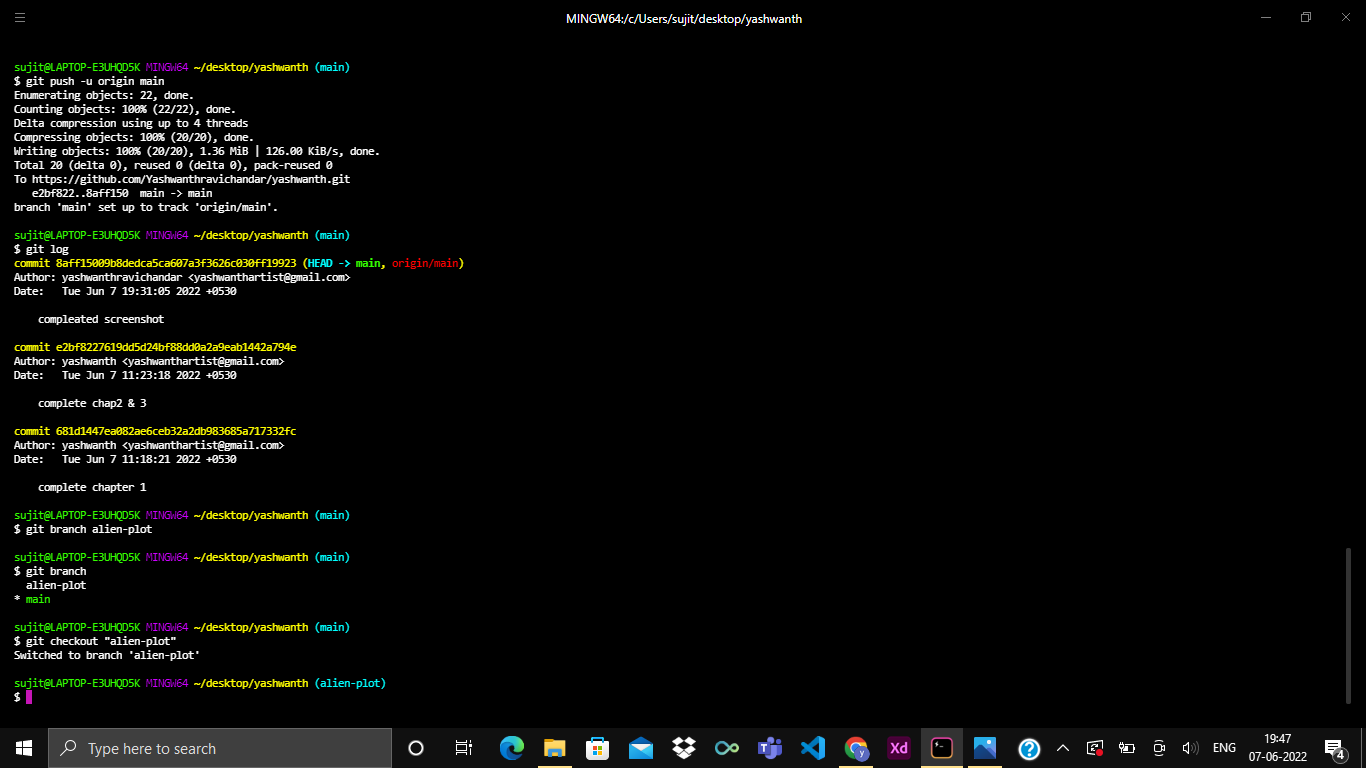 MINGW64:/c/Users/sujit/desktop/yashwanth
sujit@LAPTOP-E3UHQD5K MINGW64 ~/desktop/yashwanth (main)
$ git push -u origin main
Enumerating objects: 22, done.
Counting objects: 100% (22/22), done.
Delta compression using up to 4 threads
Compressing objects: 100% (20/20), done.
Writing objects: 100% (20/20), 1.36 MiB | 126.00 KiB/s, done.
Total 20 (delta 0), reused 0 (delta 0), pack-reused 0
To https://github.com/Yashwanthravichandar/yashwanth.git
   e2bf822..8aff150  main -> main
branch 'main' set up to track 'origin/main'.
sujit@LAPTOP-E3UHQD5K MINGW64 ~/desktop/yashwanth (main)
$ git log
commit 8aff15009b8dedca5ca607a3f3626c030ff19923 (HEAD -> main, origin/main)
Author: yashwanthravichandar <yashwanthartist@gmail.com>
Date:   Tue Jun 7 19:31:05 2022 +0530
    compleated screenshot
commit e2bf8227619dd5d24bf88dd0a2a9eab1442a794e
Author: yashwanth <yashwanthartist@gmail.com>
Date:   Tue Jun 7 11:23:18 2022 +0530
    complete chap2 & 3
commit 681d1447ea082ae6ceb32a2db983685a717332fc
Author: yashwanth <yashwanthartist@gmail.com>
Date:   Tue Jun 7 11:18:21 2022 +0530
    complete chapter 1
sujit@LAPTOP-E3UHQD5K MINGW64 ~/desktop/yashwanth (main)
$ git branch alien-plot
sujit@LAPTOP-E3UHQD5K MINGW64 ~/desktop/yashwanth (main)
$ git branch
  alien-plot
* main
sujit@LAPTOP-E3UHQD5K MINGW64 ~/desktop/yashwanth (main)
$ git checkout "alien-plot"
Switched to branch 'alien-plot'
sujit@LAPTOP-E3UHQD5K MINGW64 ~/desktop/yashwanth (alien-plot)
$
Type here to search
Xd
y
ENG
19:47
07-06-2022
4